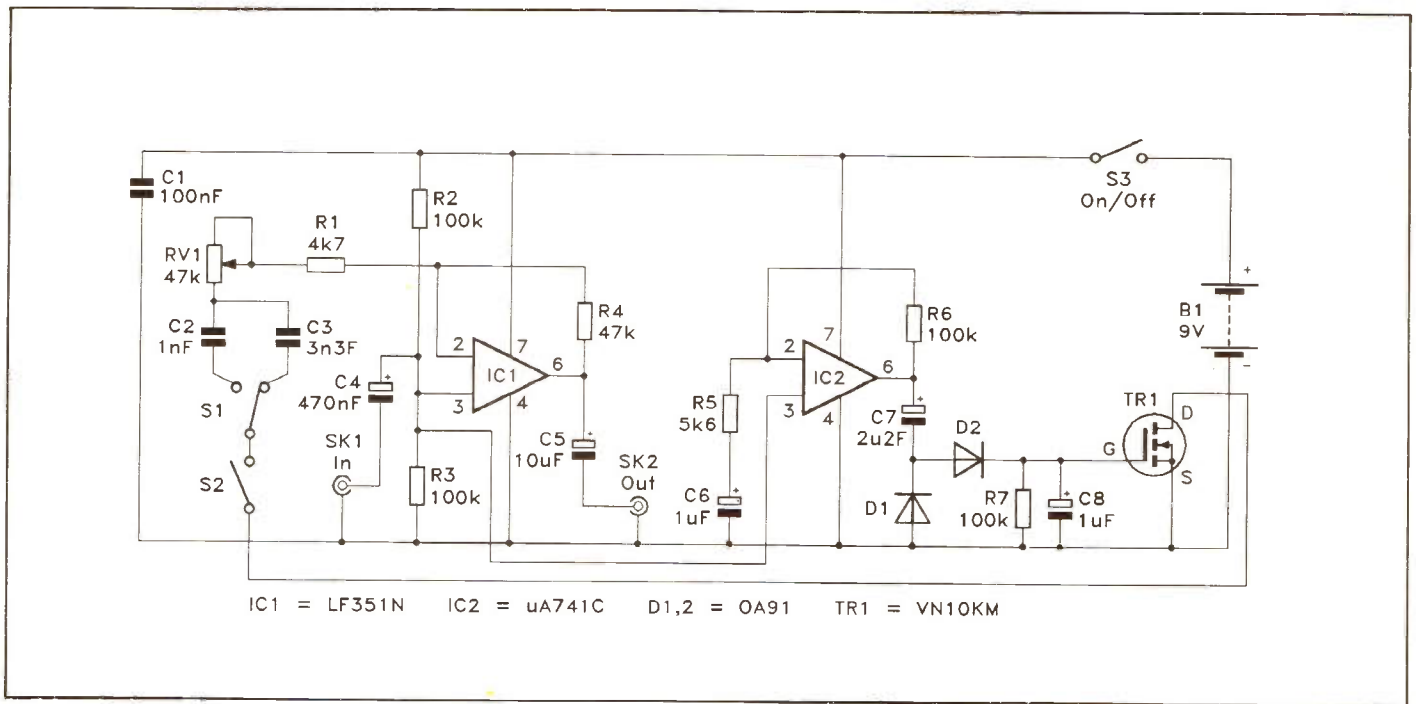 C1
100nF
R2
100k
S3
On/Off
R1
4k7
RV1
47k
C2
1nF
C3
3n3F
S1
S2
C4
470nF
SK1
In
2
3
7
6
4
IC1
R4
47k
R3
100k
C5
10uF
SK2
Out
R5
5k6
C6
1uF
2
3
7
6
4
IC2
R6
100k
C7
2u2F
D2
D1
R7
100k
C8
1uF
+
B1
9V
-
TR1
D
G
S
+
+
+
+
+
IC1 = LF351N IC2 = uA741C D1,2 = OA91 TR1 = VN10KM